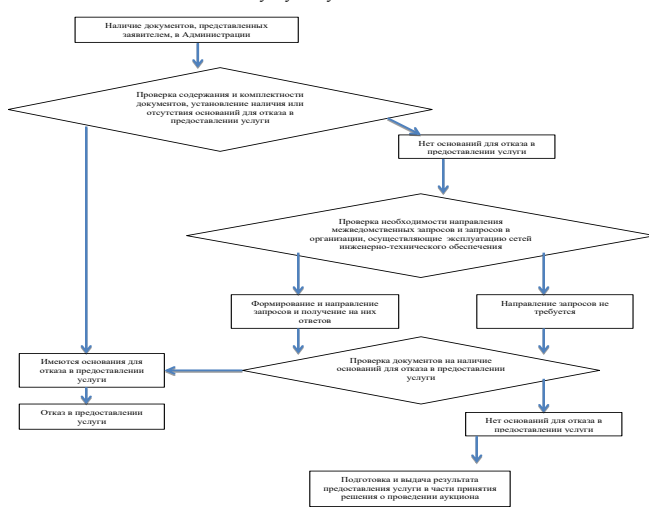 Наличие документов, представленных
заявителем, в Администрации
Проверка содержания и комплектности
документов, установление наличия или
отсутствия оснований для отказа в
предоставлении услуги
Нет оснований для отказа в
предоставлении услуги
Проверка необходимости направления
межведомственных запросов и запросов в
организации, осуществляющие эксплуатацию сетей
инженерно-технического обеспечения
Формирование и направление
запросов и получение на них
ответов
Направление запросов не
требуется
Проверка документов на наличие
оснований для отказа в предоставлении
услуги
Имеются основания для
отказа в предоставлении
услуги
Отказ в предоставлении
услуги
Нет оснований для отказа в
предоставлении услуги
Подготовка и выдача результата
предоставления услуги в части принятия
решения о проведении аукциона